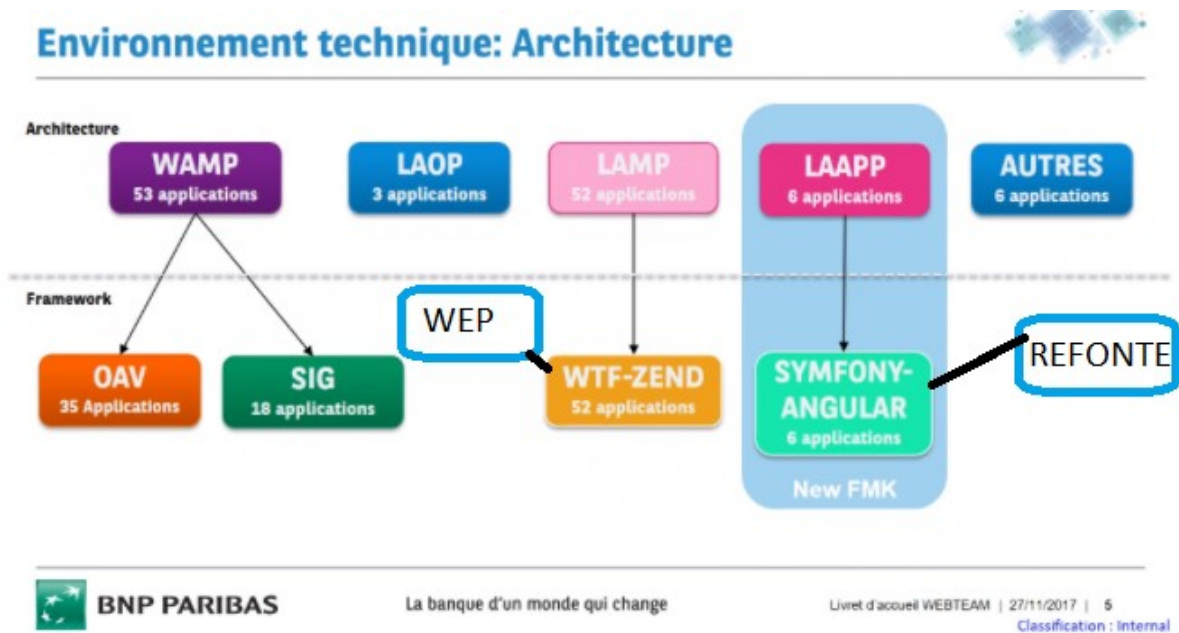 Environnement technique: Architecture
Architecture
WAMP
53 applications
LAOP
3 applications
LAMP
52 applications
LAAPP
6 applications
AUTRES
6 applications
Framework
WEP
REFONTE
OAV
35 Applications
SIG
18 applications
WTF-ZEND
52 applications
SYMFONY-
ANGULAR
6 applications
New FMK
BNP PARIBAS
La banque d'un monde qui change
Livret d'accueil WEBTEAM | 27/11/2017 | 5
Classification : Internal